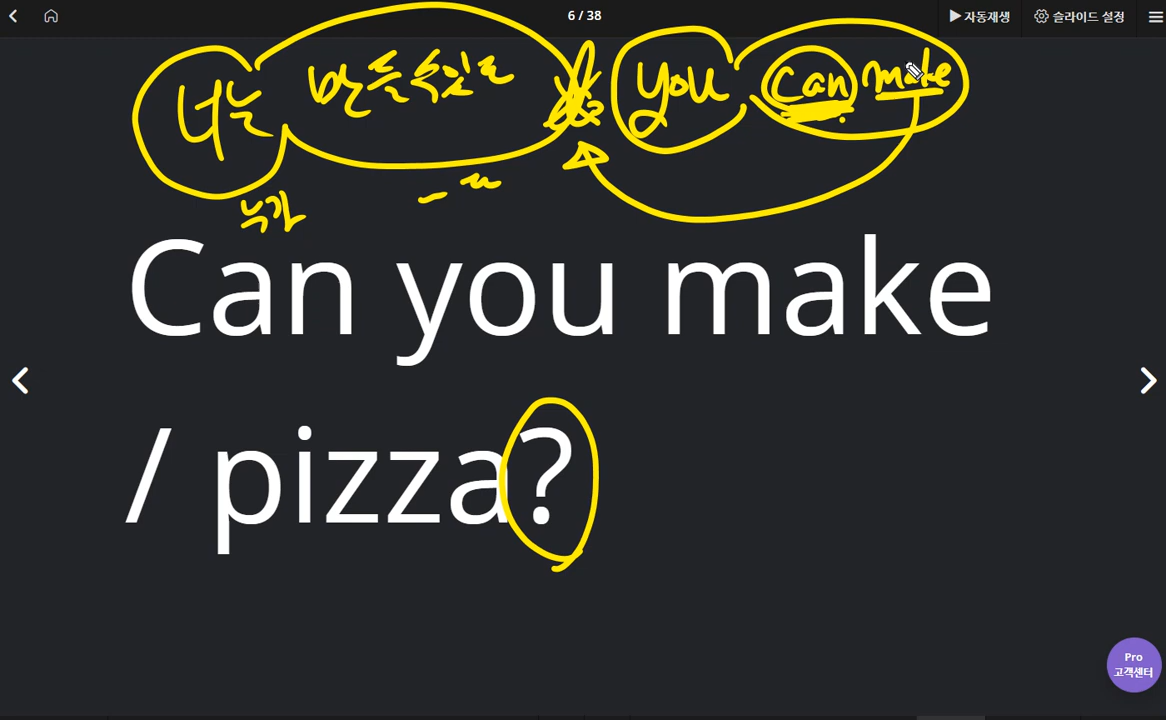 6 / 38
자동재생
슬라이드 설정
너는 만들 수 있 you can make
누가
Can you make
/ pizza?
Pro
고객센터